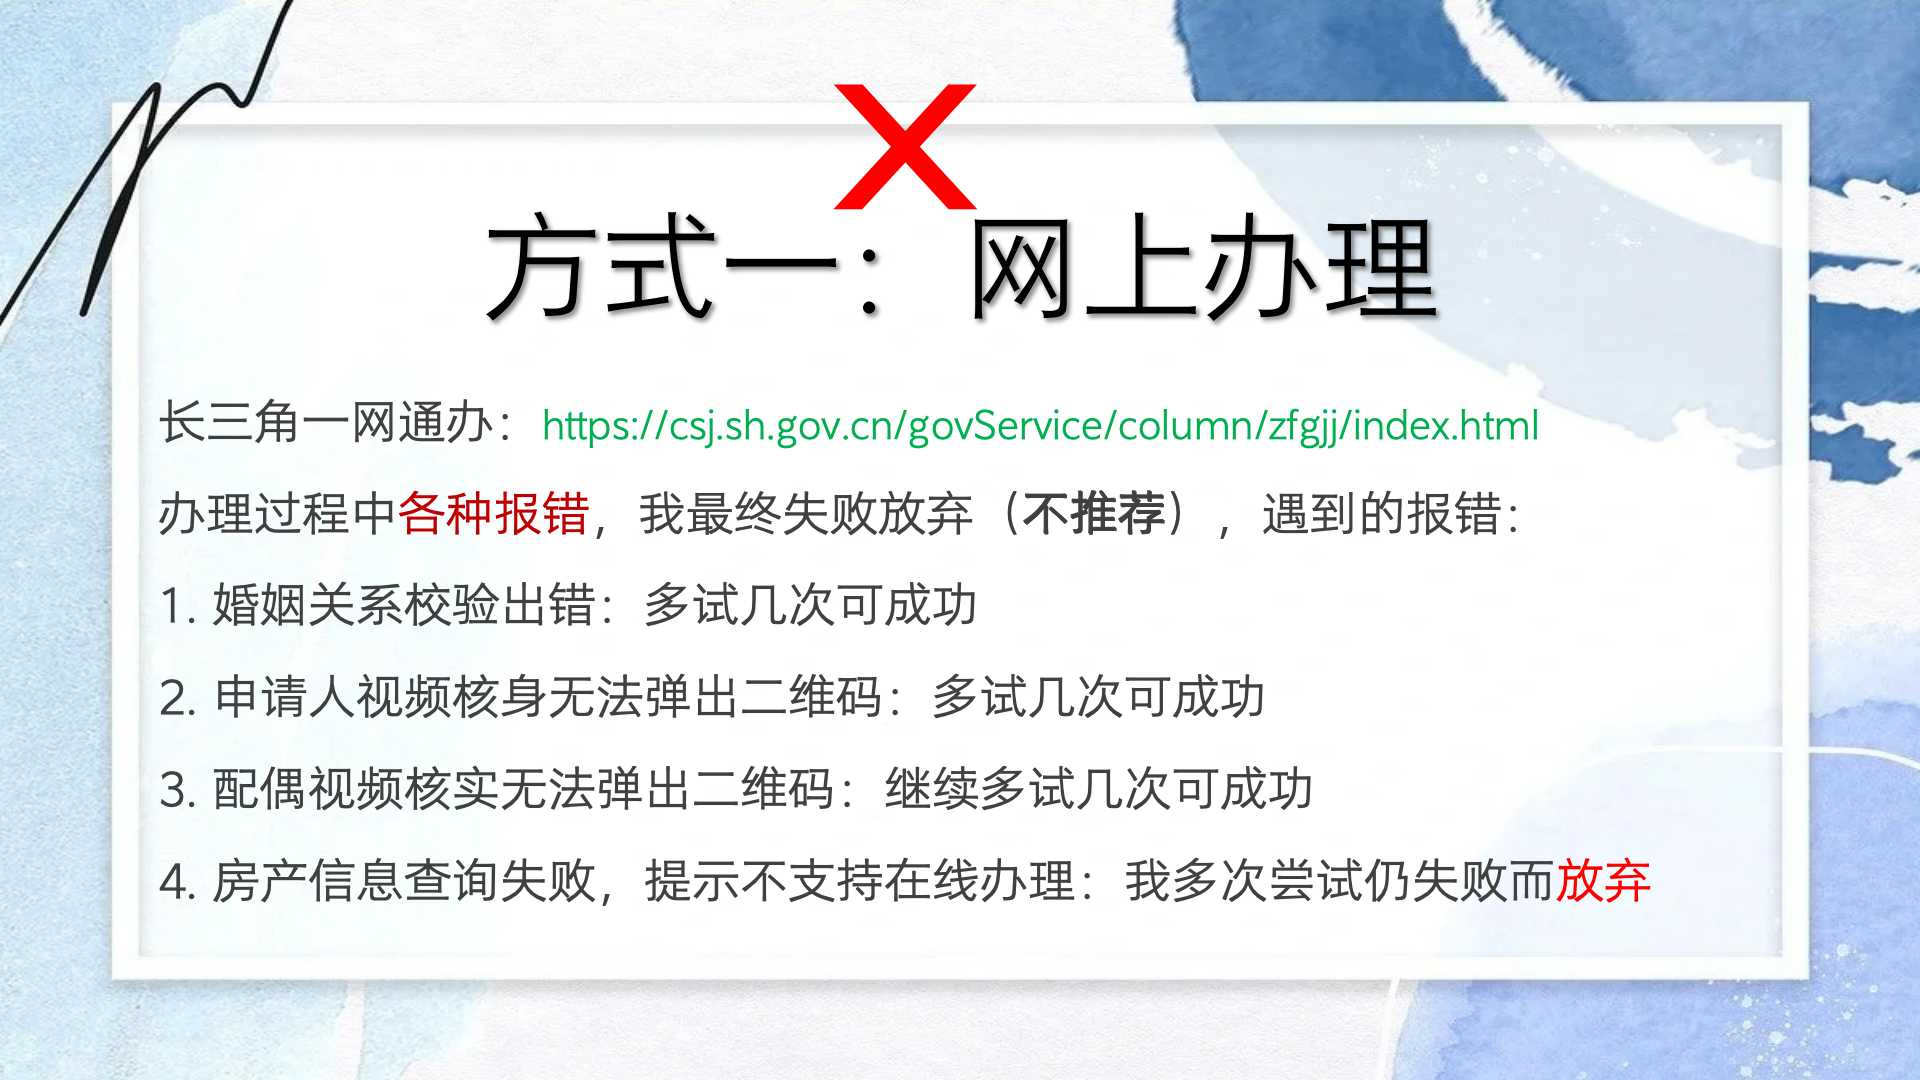 X
方式一：网上办理
长三角一网通办：https://csj.sh.gov.cn/govService/column/zfgjj/index.html
办理过程中各种报错，我最终失败放弃（不推荐），遇到的报错：
1. 婚姻关系校验出错：多试几次可成功
2. 申请人视频核身无法弹出二维码：多试几次可成功
3. 配偶视频核实无法弹出二维码：继续多试几次可成功
4. 房产信息查询失败，提示不支持在线办理：我多次尝试仍失败而放弃